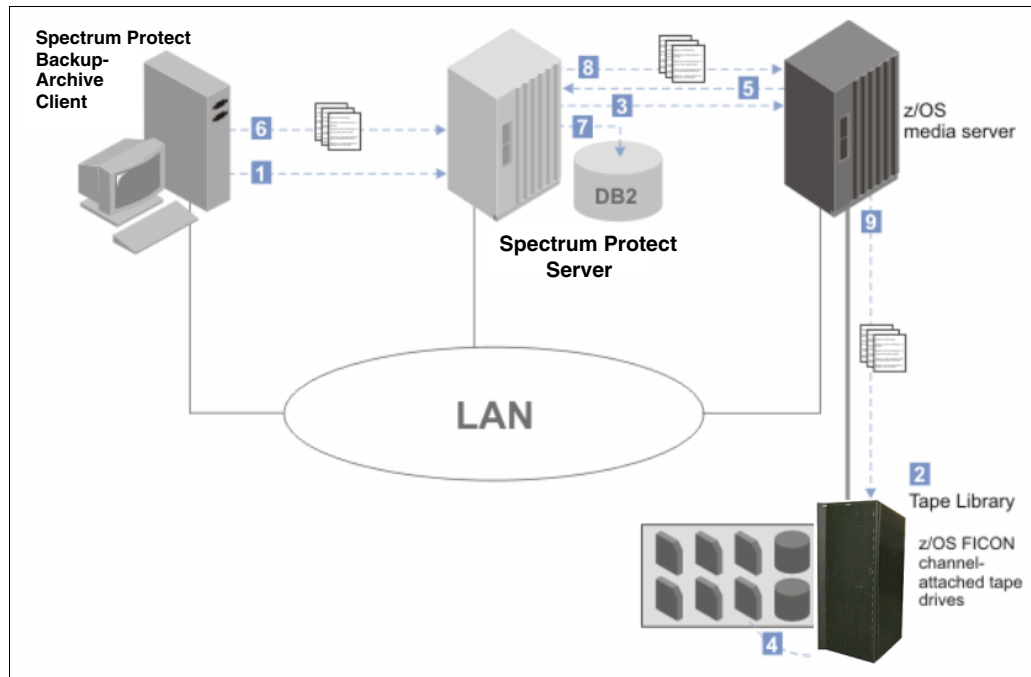 Spectrum Protect
Backup-
Archive
Client
8
5
3
7
6
1
DB2
z/OS
media server
9
Spectrum Protect
Server
LAN
2
Tape Library
z/OS FICON
channel-
attached tape
drives
4